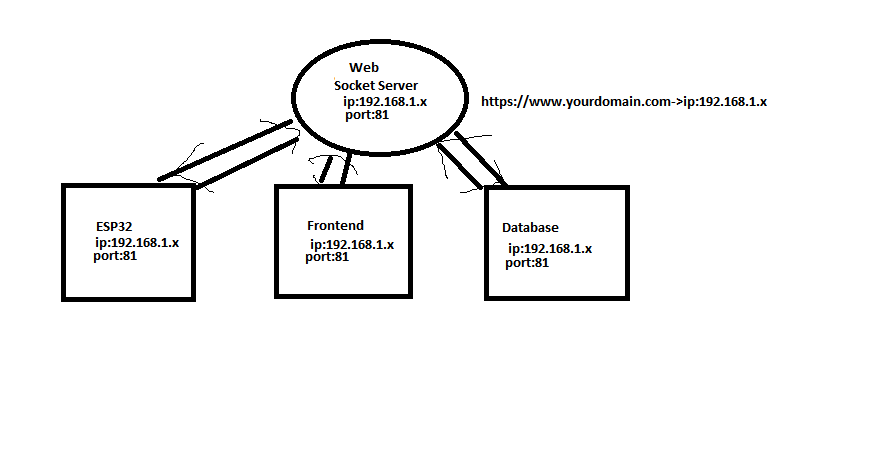 Web
Socket Server
ip:192.168.1.x
port:81
https://www.yourdomain.com->ip:192.168.1.x
ESP32
ip:192.168.1.x
port:81
Frontend
ip:192.168.1.x
port:81
Database
ip:192.168.1.x
port:81